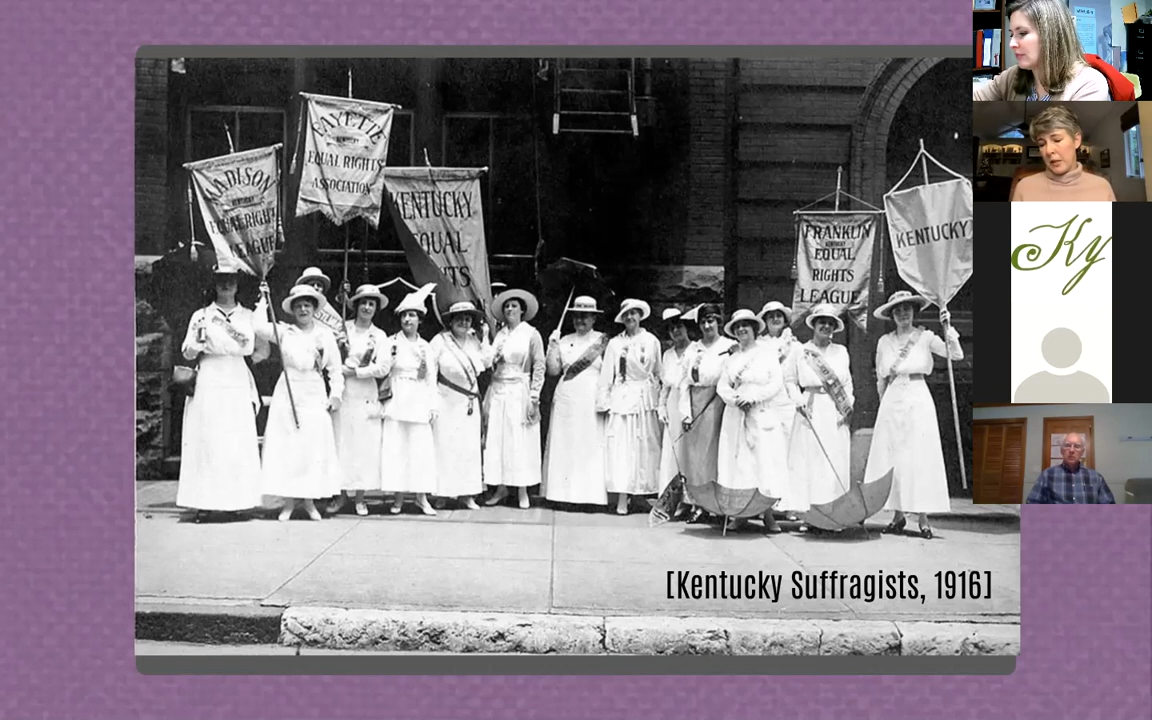 MADISON
KENTUCKY
EQUAL RIGHTS
LEAGUE
FAYETTE
KENTUCKY
EQUAL RIGHTS
ASSOCIATION
KENTUCKY
EQUAL
FRANKLIN
KENTUCKY
EQUAL
RIGHTS
LEAGUE
KENTUCKY
[Kentucky Suffragists, 1916]
Ky